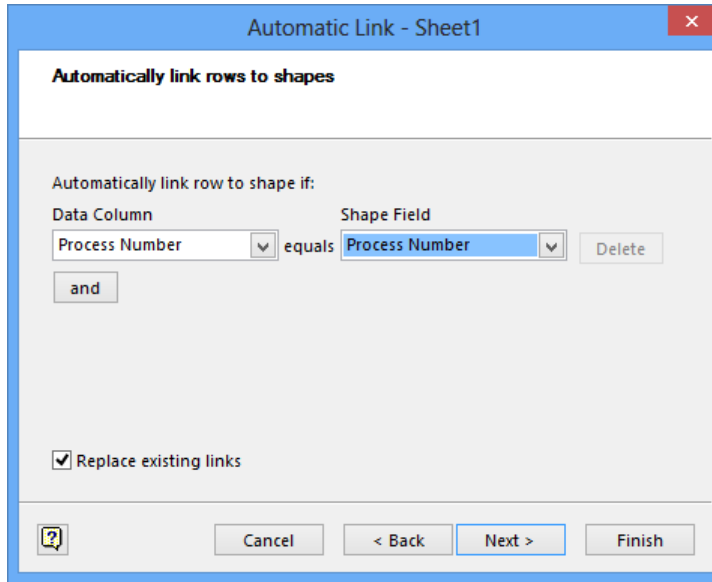 Automatic Link - Sheet1
Automatically link rows to shapes
Automatically link row to shape if:
Data Column Shape Field
Process Number equals Process Number Delete
and
Replace existing links
Cancel < Back Next > Finish